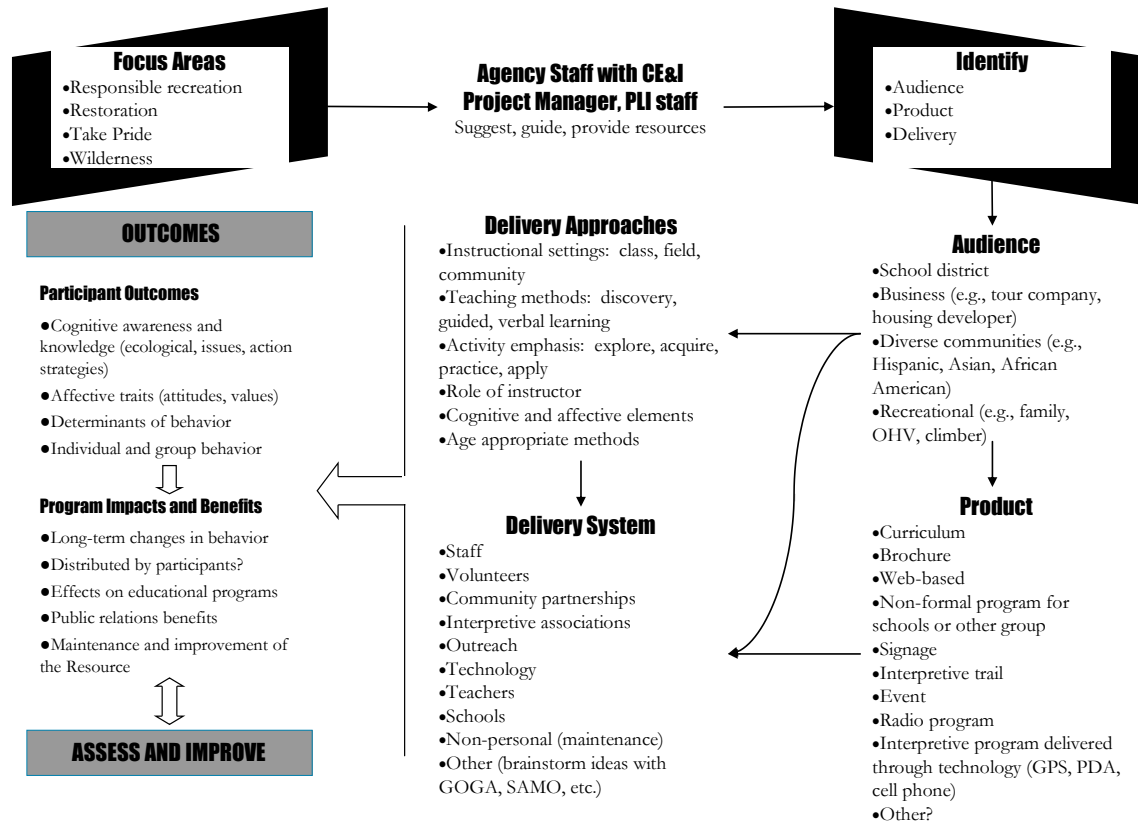 Focus Areas
•Responsible recreation
•Restoration
•Take Pride
•Wilderness
Agency Staff with CE&I
Project Manager, PLI staff
Suggest, guide, provide resources
Identify
•Audience
•Product
•Delivery
OUTCOMES
Participant Outcomes
●Cognitive awareness and
knowledge (ecological, issues, action
strategies)
●Affective traits (attitudes, values)
●Determinants of behavior
●Individual and group behavior
Program Impacts and Benefits
●Long-term changes in behavior
●Distributed by participants?
●Effects on educational programs
●Public relations benefits
●Maintenance and improvement of
the Resource
ASSESS AND IMPROVE
Delivery Approaches
•Instructional settings: class, field,
community
•Teaching methods: discovery,
guided, verbal learning
•Activity emphasis: explore, acquire,
practice, apply
•Role of instructor
•Cognitive and affective elements
•Age appropriate methods
Delivery System
•Staff
•Volunteers
•Community partnerships
•Interpretive associations
•Outreach
•Technology
•Teachers
•Schools
•Non-personal (maintenance)
•Other (brainstorm ideas with
GOGA, SAMO, etc.)
Audience
•School district
•Business (e.g., tour company,
housing developer)
•Diverse communities (e.g.,
Hispanic, Asian, African
American)
•Recreational (e.g., family,
OHV, climber)
Product
•Curriculum
•Brochure
•Web-based
•Non-formal program for
schools or other group
•Signage
•Interpretive trail
•Event
•Radio program
•Interpretive program delivered
through technology (GPS, PDA,
cell phone)
•Other?